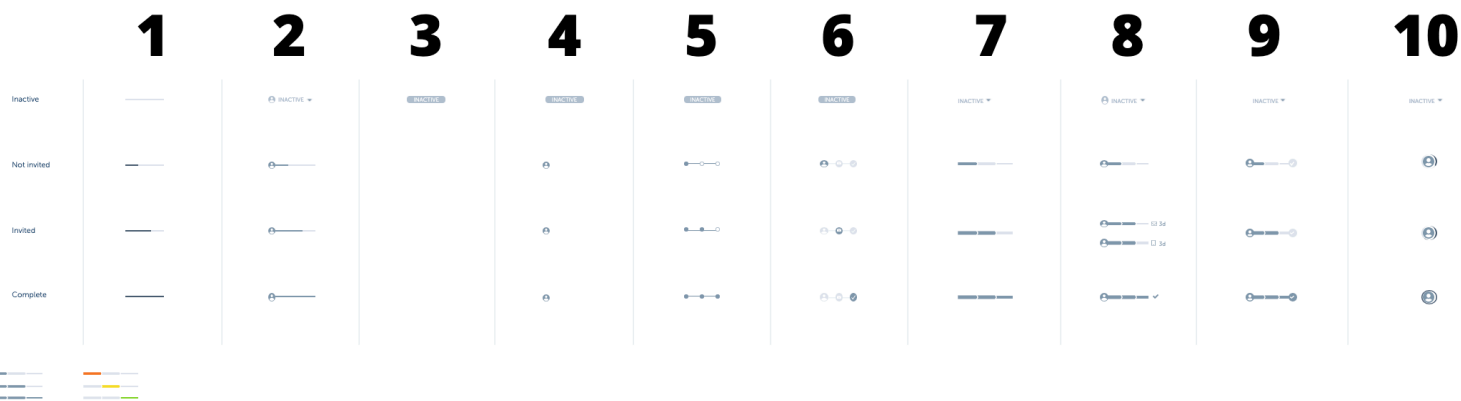 1 2 3 4 5 6 7 8 9 10
Inactive INACTIVE INACTIVE INACTIVE INACTIVE INACTIVE INACTIVE INACTIVE INACTIVE INACTIVE
Not invited
Invited
3d
3d
Complete